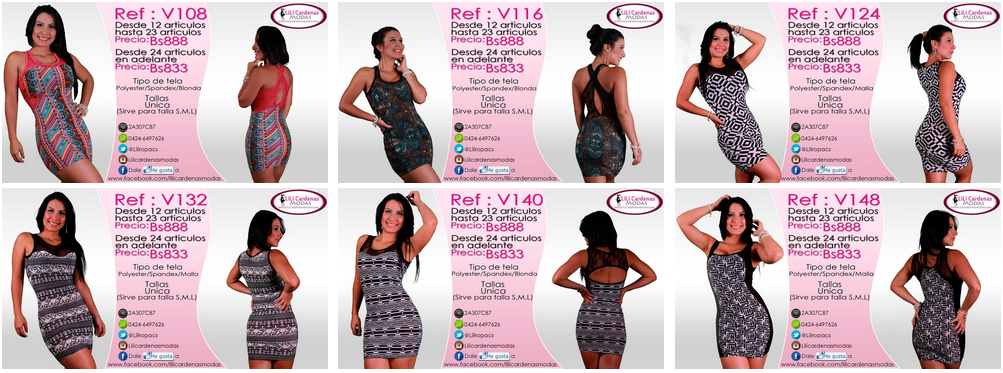 Ref : V108
LiLi Cardenas
MODAS
Desde 12 articulos
hasta 23 articulos
Precio:Bs888
Desde 24 articulos
en adelante
Precio:Bs833
Tipo de tela
Polyester/Spandex/Blonda
Tallas
Unica
(Sirve para talla S,M,L)
2A307C87
0424-6497626
@Liliropacs
Lilicardenasmodas
Dale Me gusta a
www.facebook.com/lilicardenasmodas
Ref : V116
LiLi Cardenas
MODAS
Desde 12 articulos
hasta 23 articulos
Precio:Bs888
Desde 24 articulos
en adelante
Precio:Bs833
Tipo de tela
Polyester/Spandex/Blonda
Tallas
Unica
(Sirve para talla S,M,L)
2A307C87
0424-6497626
@Liliropacs
Lilicardenasmodas
Dale Me gusta a
www.facebook.com/lilicardenasmodas
Ref : V124
LiLi Cardenas
MODAS
Desde 12 articulos
hasta 23 articulos
Precio:Bs888
Desde 24 articulos
en adelante
Precio:Bs833
Tipo de tela
Polyester/Spandex/Malla
Tallas
Unica
(Sirve para talla S,M,L)
2A307C87
0424-6497626
@Liliropacs
Lilicardenasmodas
Dale Me gusta a
www.facebook.com/lilicardenasmodas
Ref : V132
LiLi Cardenas
MODAS
Desde 12 articulos
hasta 23 articulos
Precio:Bs888
Desde 24 articulos
en adelante
Precio:Bs833
Tipo de tela
Polyester/Spandex/Malla
Tallas
Unica
(Sirve para talla S,M,L)
2A307C87
0424-6497626
@Liliropacs
Lilicardenasmodas
Dale Me gusta a
www.facebook.com/lilicardenasmodas
Ref : V140
LiLi Cardenas
MODAS
Desde 12 articulos
hasta 23 articulos
Precio:Bs888
Desde 24 articulos
en adelante
Precio:Bs833
Tipo de tela
Polyester/Spandex/Blonda
Tallas
Unica
(Sirve para talla S,M,L)
2A307C87
0424-6497626
@Liliropacs
Lilicardenasmodas
Dale Me gusta a
www.facebook.com/lilicardenasmodas
Ref : V148
LiLi Cardenas
MODAS
Desde 12 articulos
hasta 23 articulos
Precio:Bs888
Desde 24 articulos
en adelante
Precio:Bs833
Tipo de tela
Polyester/Spandex/Malla
Tallas
Unica
(Sirve para talla S,M,L)
2A307C87
0424-6497626
@Liliropacs
Lilicardenasmodas
Dale Me gusta a
www.facebook.com/lilicardenasmodas